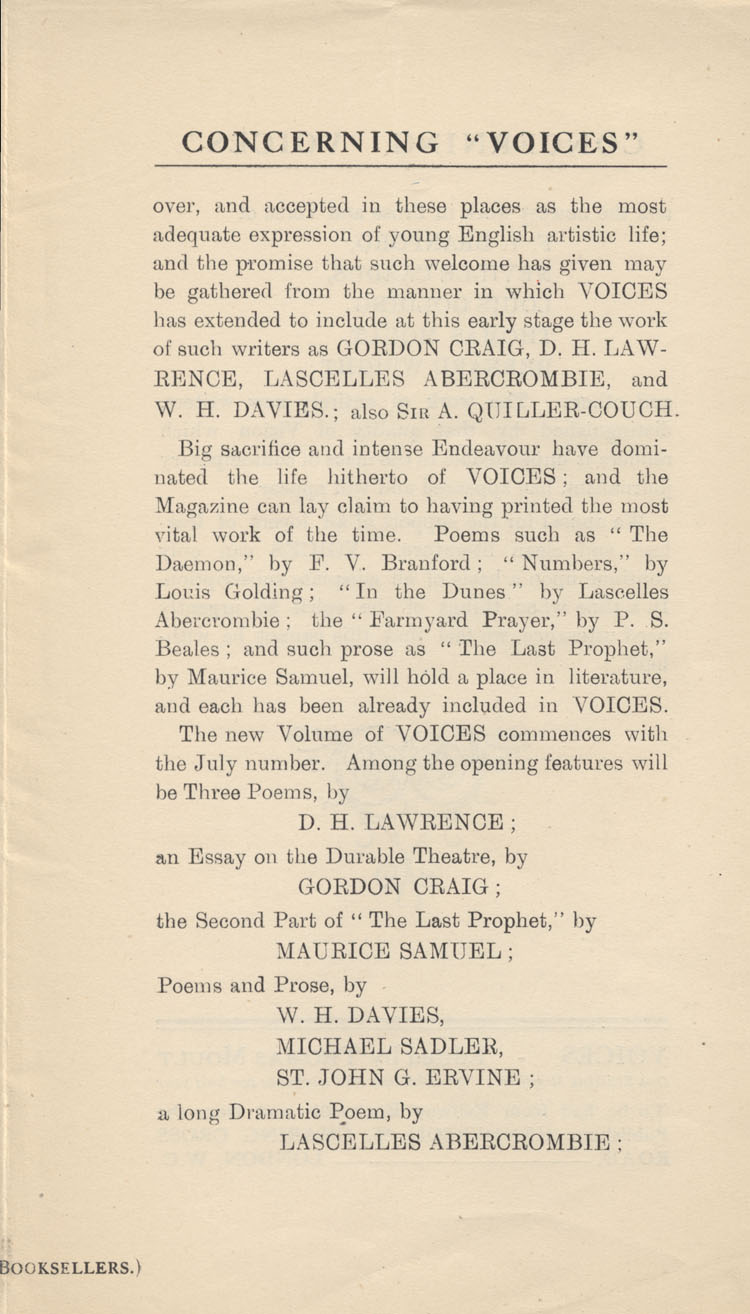 CONCERNING "VOICES"
over, and accepted in these places as the most
adequate expression of young English artistic life;
and the promise that such welcome has given may
be gathered from the manner in which VOICES
has extended to include at this early stage the work
of such writers as GORDON CRAIG, D. H. LAW-
RENCE, LASCELLES ABERCROMBIE, and
W. H. DAVIES.; also SIR A. QUILLER-COUCH.
Big sacrifice and intense Endeavour have domi-
nated the life hitherto of VOICES; and the
Magazine can lay claim to having printed the most
vital work of the time. Poems such as "The
Daemon," by F. V. Branford; "Numbers," by
Louis Golding; "In the Dunes" by Lascelles
Abercrombie; the "Farmyard Prayer," by P. S.
Beales; and such prose as "The Last Prophet,"
by Maurice Samuel, will hold a place in literature,
and each has been already included in VOICES.
The new Volume of VOICES commences with
the July number. Among the opening features will
be Three Poems, by
D. H. LAWRENCE;
an Essay on the Durable Theatre, by
GORDON CRAIG;
the Second Part of "The Last Prophet," by
MAURICE SAMUEL;
Poems and Prose, by
W. H. DAVIES,
MICHAEL SADLER,
ST. JOHN G. ERVINE;
a long Dramatic Poem, by
LASCELLES ABERCROMBIE;
BOOKSELLERS.)